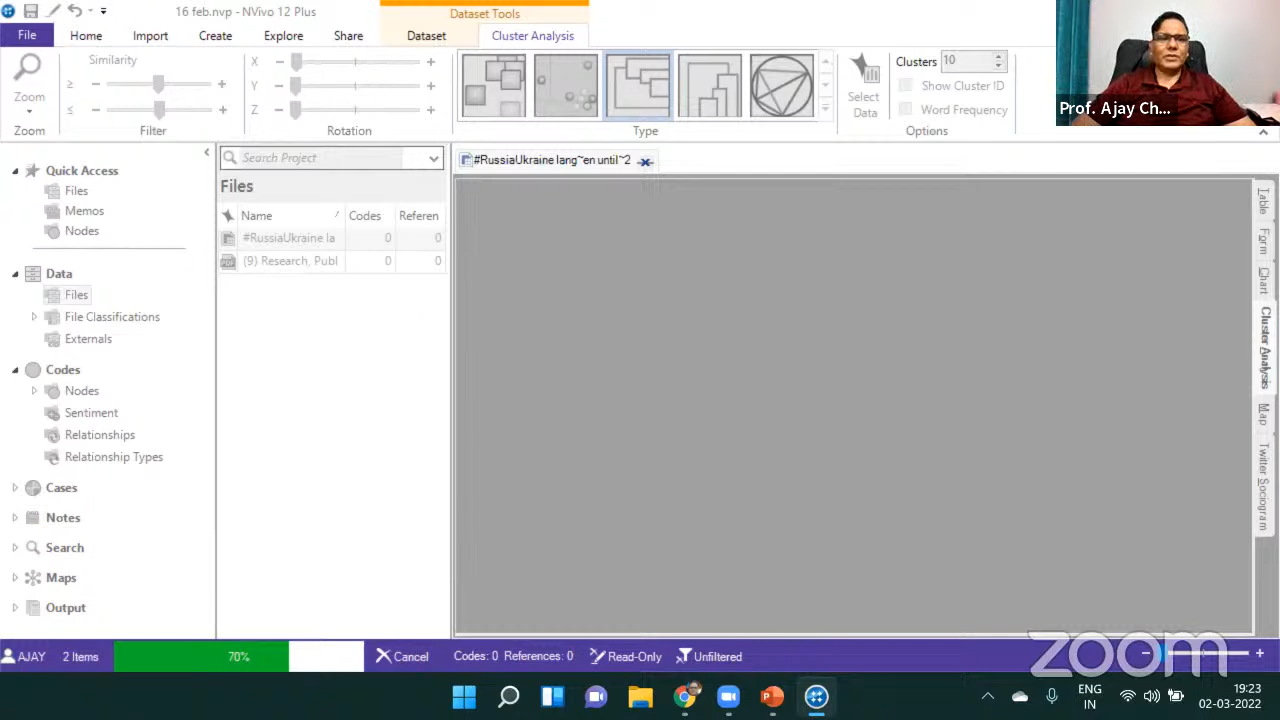 16 feb.nvp - NVivo 12 Plus
Dataset Tools
File Home Import Create Explore Share Dataset Cluster Analysis
Zoom
Zoom
Similarity
≥ − +
≤ − +
Filter
X − +
Y − +
Z − +
Rotation
Type
Select
Data
Clusters 10
Show Cluster ID
Word Frequency
Options
Prof. Ajay Ch...
Quick Access
Files
Memos
Nodes
Data
Files
File Classifications
Externals
Codes
Nodes
Sentiment
Relationships
Relationship Types
Cases
Notes
Search
Maps
Output
Search Project
Files
Name Codes Referen
#RussiaUkraine la 0 0
PDF (9) Research, Publ 0 0
#RussiaUkraine lang~en until~2
Table
Form
Chart
Cluster Analysis
Map
Twitter Sociogram
AJAY 2 Items 70% Cancel Codes: 0 References: 0 Read-Only Unfiltered − +
zoom
ENG
IN
19:23
02-03-2022